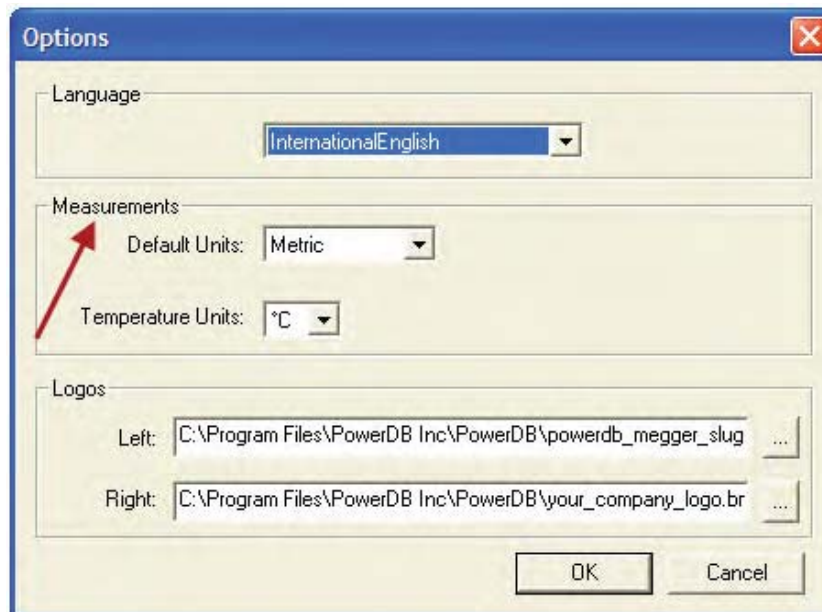 Options
Language
InternationalEnglish
Measurements
Default Units: Metric
Temperature Units: °C
Logos
Left: C:\Program Files\PowerDB Inc\PowerDB\powerdb_megger_slug ...
Right: C:\Program Files\PowerDB Inc\PowerDB\your_company_logo.br ...
OK Cancel